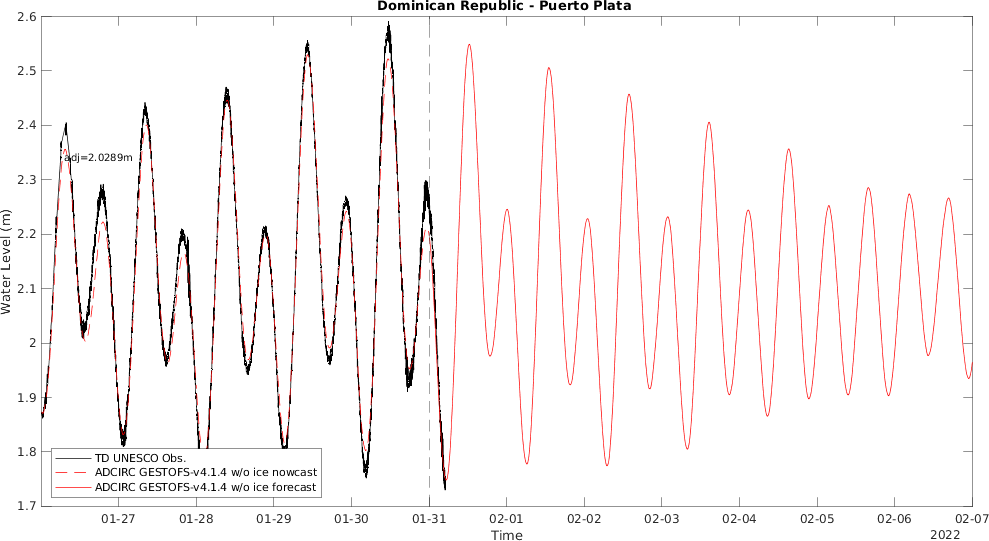 Dominican Republic - Puerto Plata
2.6
2.5
2.4
2.3
2.2
2.1
2
1.9
1.8
1.7
Water Level (m)
adj=2.0289m
TD UNESCO Obs.
ADCIRC GESTOFS-v4.1.4 w/o ice nowcast
ADCIRC GESTOFS-v4.1.4 w/o ice forecast
01-27 01-28 01-29 01-30 01-31 02-01 02-02 02-03 02-04 02-05 02-06 02-07
Time
2022